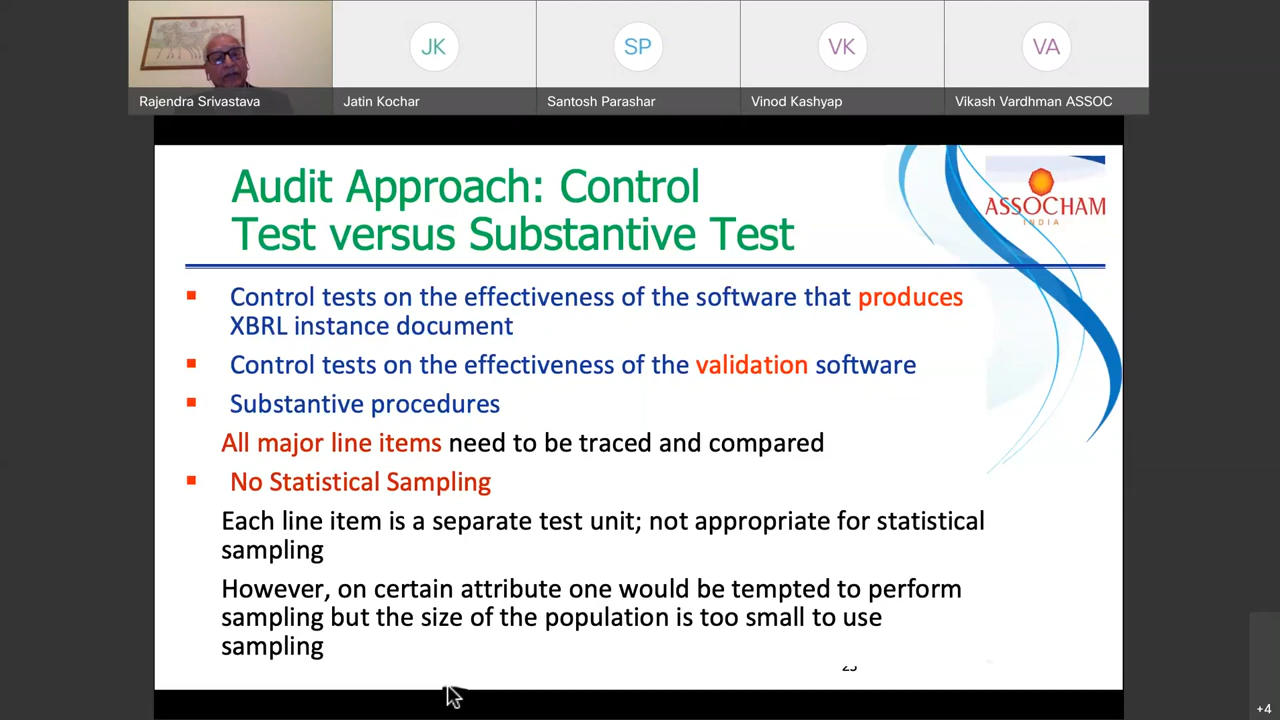 JK
SP
VK
VA
Rajendra Srivastava
Jatin Kochar
Santosh Parashar
Vinod Kashyap
Vikash Vardhman ASSOC
Audit Approach: Control
Test versus Substantive Test
ASSOCHAM
INDIA
Control tests on the effectiveness of the software that produces
XBRL instance document
Control tests on the effectiveness of the validation software
Substantive procedures
All major line items need to be traced and compared
No Statistical Sampling
Each line item is a separate test unit; not appropriate for statistical
sampling
However, on certain attribute one would be tempted to perform
sampling but the size of the population is too small to use
sampling
+4